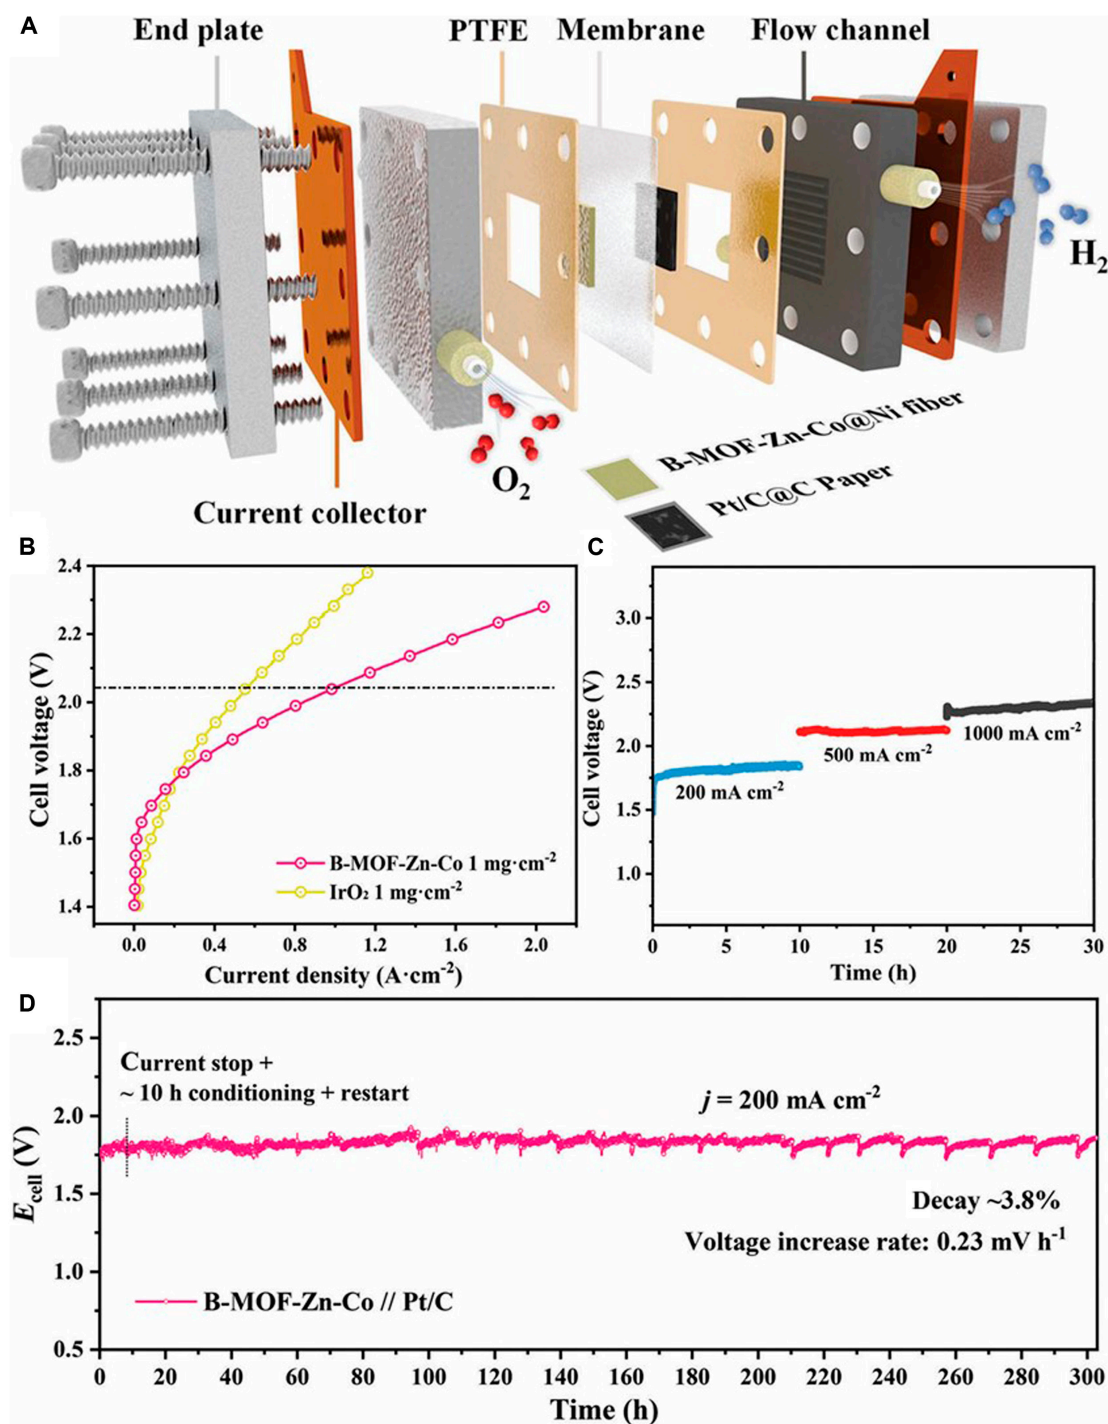 A
End plate
PTFE
Membrane
Flow channel
H2
O2
Current collector
B-MOF-Zn-Co@Ni fiber
Pt/C@C Paper
B
2.4
2.2
2.0
1.8
1.6
1.4
Cell voltage (V)
B-MOF-Zn-Co 1 mg·cm-2
IrO2 1 mg·cm-2
0.0 0.4 0.8 1.2 1.6 2.0
Current density (A·cm-2)
C
3.0
2.5
2.0
1.5
1.0
Cell voltage (V)
200 mA cm-2
500 mA cm-2
1000 mA cm-2
0 5 10 15 20 25 30
Time (h)
D
2.5
2.0
1.5
1.0
0.5
Ecell (V)
Current stop +
~ 10 h conditioning + restart
j = 200 mA cm-2
Decay ~3.8%
Voltage increase rate: 0.23 mV h-1
B-MOF-Zn-Co // Pt/C
0 20 40 60 80 100 120 140 160 180 200 220 240 260 280 300
Time (h)